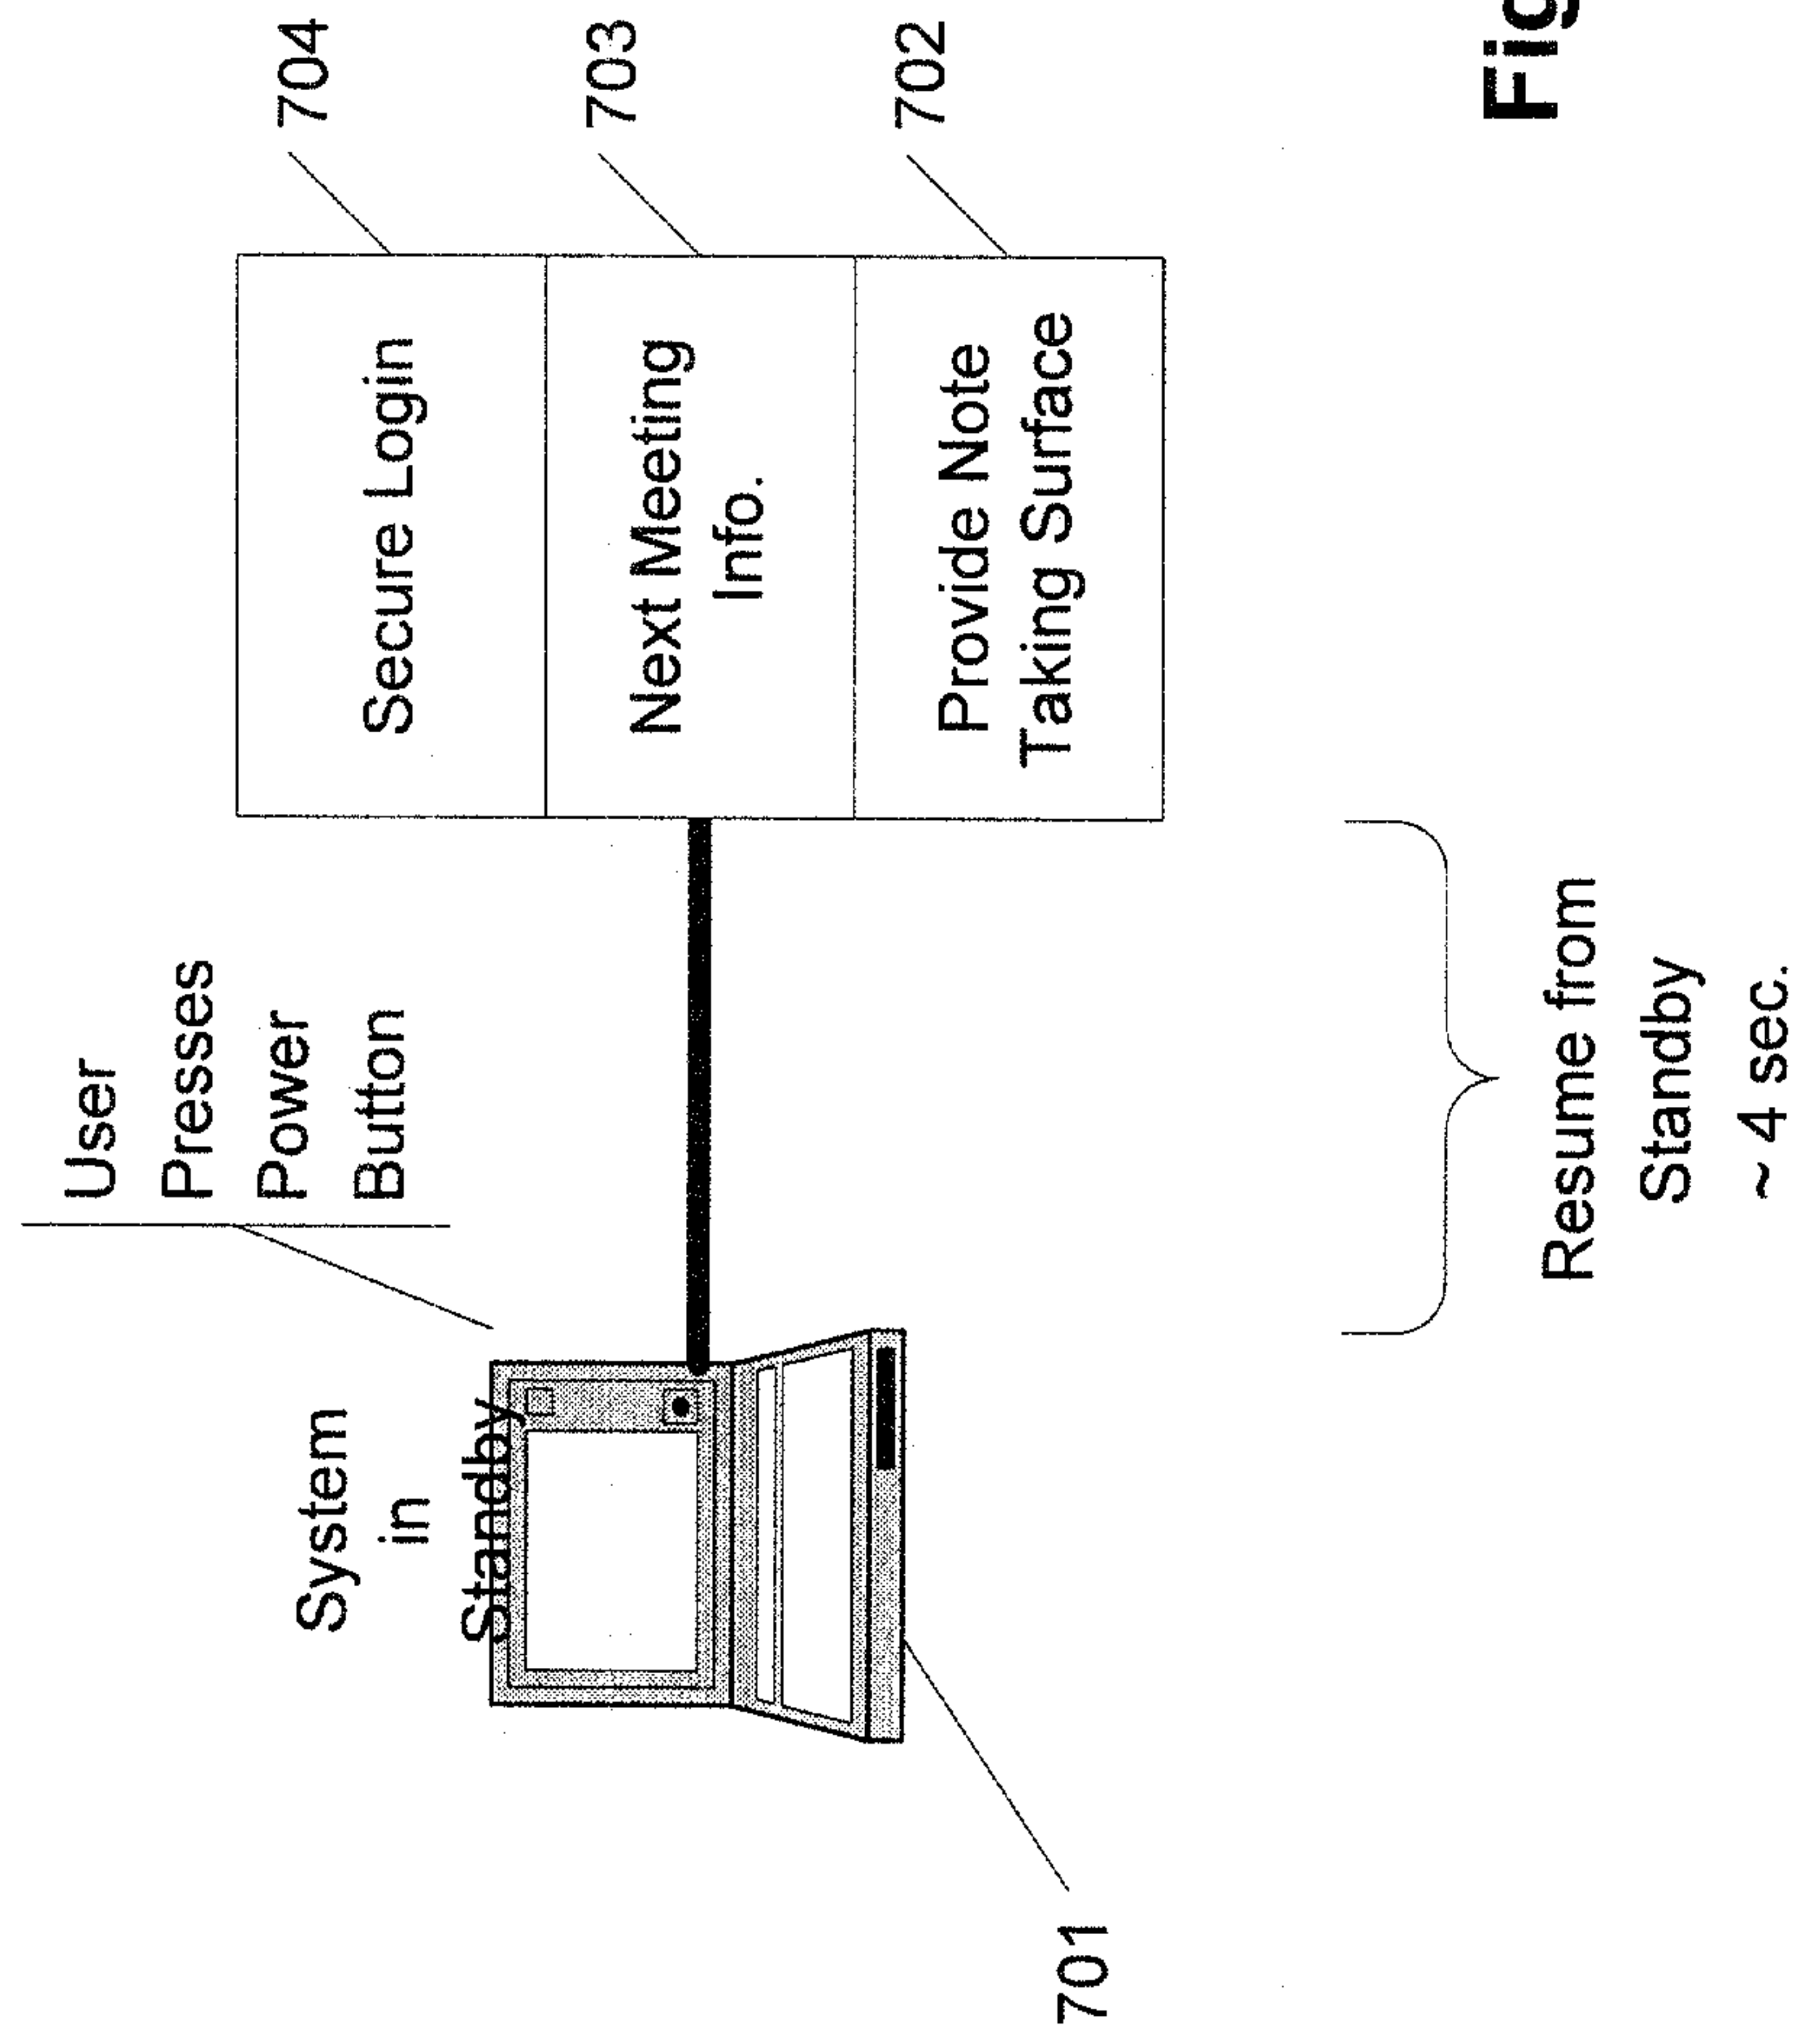 User
Presses
Power
Button
System
in
Standby
701
Secure Login
704
Next Meeting
Info.
703
Provide Note
Taking Surface
702
Resume from
Standby
~ 4 sec.
Fig